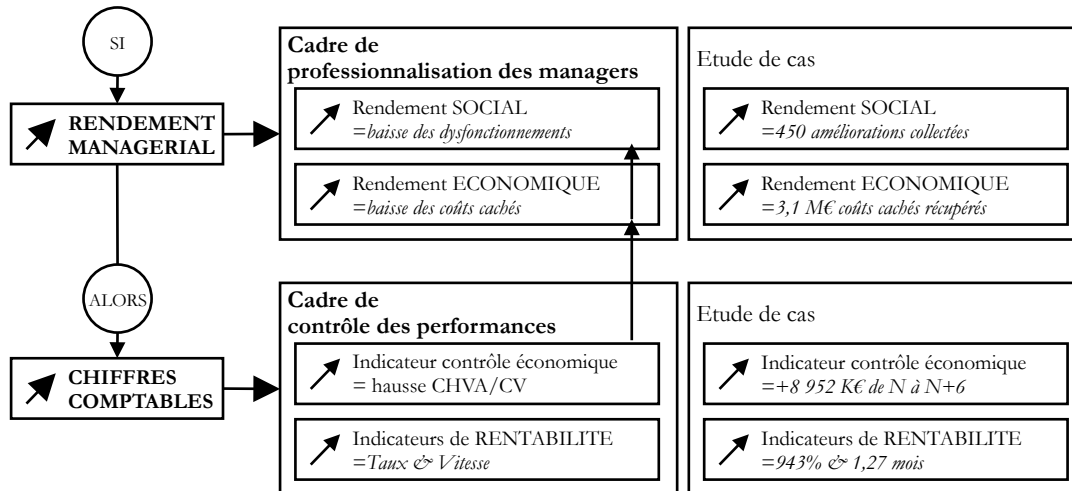 SI
RENDEMENT
MANAGERIAL
Cadre de
professionnalisation des managers
Rendement SOCIAL
=baisse des dysfonctionnements
Rendement ECONOMIQUE
=baisse des coûts cachés
Etude de cas
Rendement SOCIAL
=450 améliorations collectées
Rendement ECONOMIQUE
=3,1 M€ coûts cachés récupérés
ALORS
CHIFFRES
COMPTABLES
Cadre de
contrôle des performances
Indicateur contrôle économique
= hausse CHVA/CV
Indicateurs de RENTABILITE
=Taux & Vitesse
Etude de cas
Indicateur contrôle économique
=+8 952 K€ de N à N+6
Indicateurs de RENTABILITE
=943% & 1,27 mois